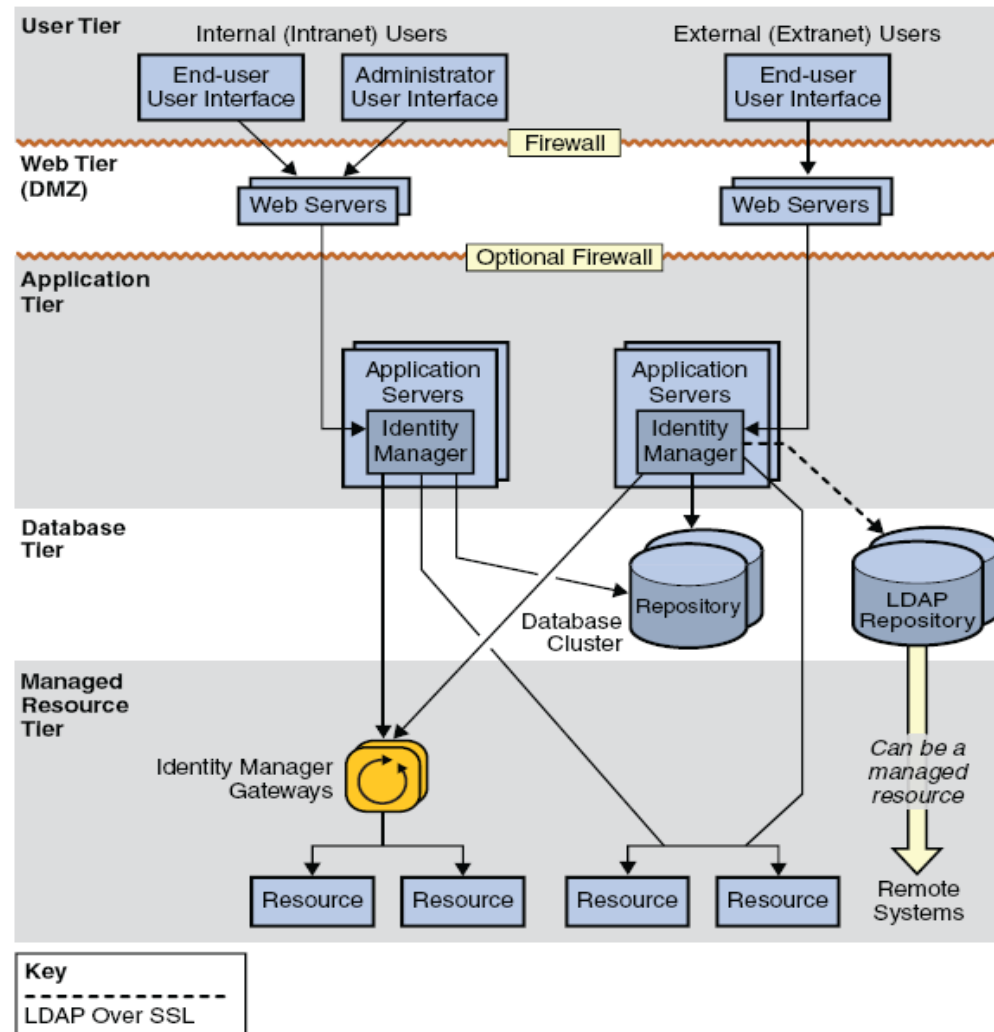 User Tier
Internal (Intranet) Users
External (Extranet) Users
End-user
User Interface
Administrator
User Interface
End-user
User Interface
Firewall
Web Tier
(DMZ)
Web Servers
Web Servers
Optional Firewall
Application
Tier
Application
Servers
Identity
Manager
Application
Servers
Identity
Manager
Database
Tier
Repository
Database
Cluster
LDAP
Repository
Managed
Resource
Tier
Identity Manager
Gateways
Can be a
managed
resource
Resource
Resource
Resource
Resource
Remote
Systems
Key
LDAP Over SSL